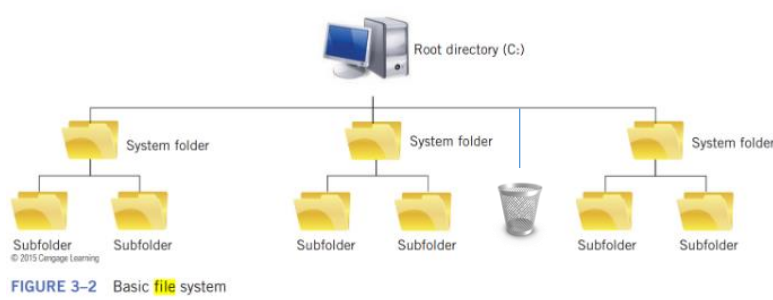 Root directory (C:)
System folder
System folder
System folder
Subfolder
Subfolder
Subfolder
Subfolder
Subfolder
Subfolder
© 2015 Cengage Learning
FIGURE 3–2 Basic file system